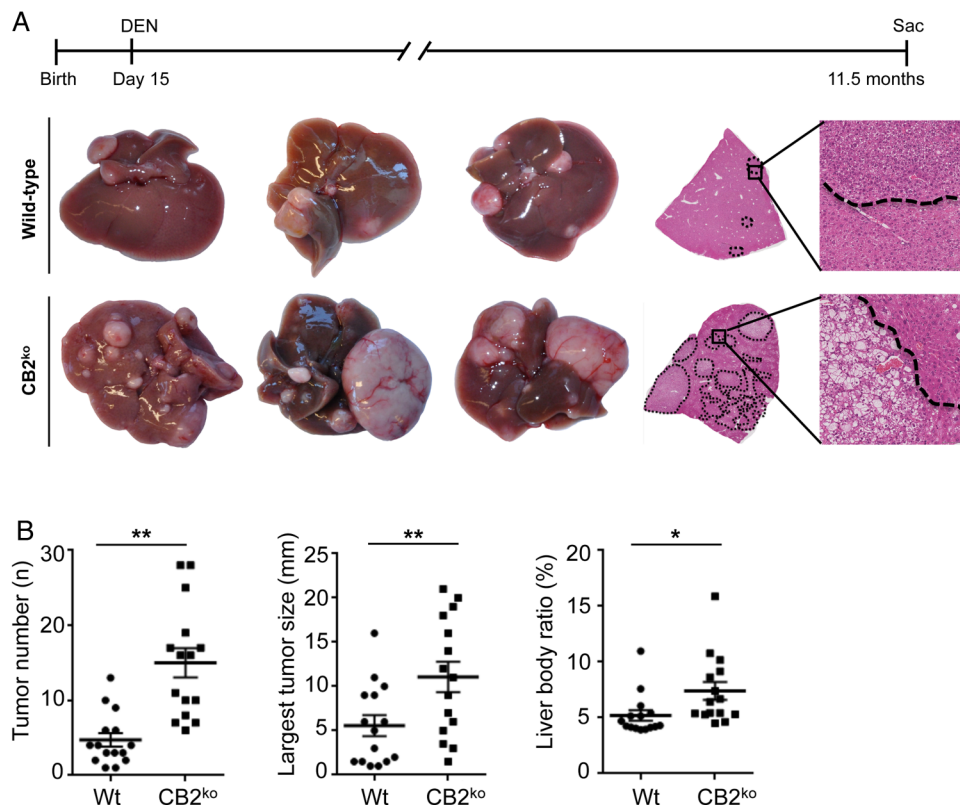 A
DEN
Sac
Birth
Day 15
11.5 months
Wild-type
CB2ko
B
**
Tumor number (n)
30
20
10
0
Wt
CB2ko
**
Largest tumor size (mm)
25
20
15
10
5
0
Wt
CB2ko
*
Liver body ratio (%)
20
15
10
5
0
Wt
CB2ko